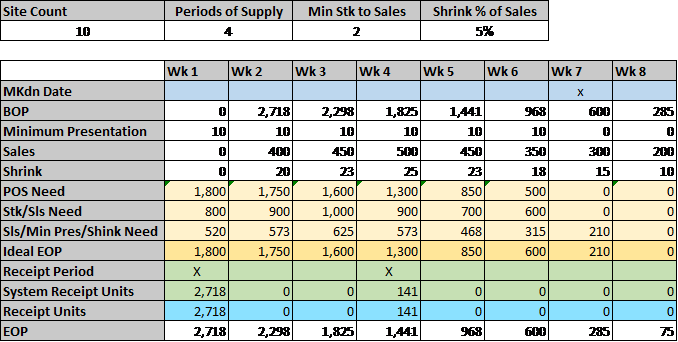 Site Count Periods of Supply Min Stk to Sales Shrink % of Sales
10 4 2 5%
Wk 1 Wk 2 Wk 3 Wk 4 Wk 5 Wk 6 Wk 7 Wk 8
MKdn Date x
BOP 0 2,718 2,298 1,825 1,441 968 600 285
Minimum Presentation 10 10 10 10 10 10 0 0
Sales 0 400 450 500 450 350 300 200
Shrink 0 20 23 25 23 18 15 10
POS Need 1,800 1,750 1,600 1,300 850 500 0 0
Stk/Sls Need 800 900 1,000 900 700 600 0 0
Sls/Min Pres/Shink Need 520 573 625 573 468 315 210 0
Ideal EOP 1,800 1,750 1,600 1,300 850 600 210 0
Receipt Period X X
System Receipt Units 2,718 0 0 141 0 0 0 0
Receipt Units 2,718 0 0 141 0 0 0 0
EOP 2,718 2,298 1,825 1,441 968 600 285 75